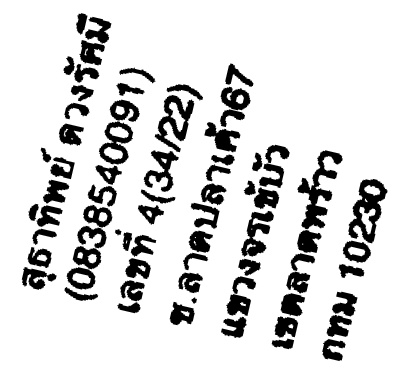 สุธาทิพย์ ดวงรัศมี
(0838540091)
เลขที่ 4(34/22)
ซ.ลาดปลาเค้า67
แขวงจรเข้บัว
เขตลาดพร้าว
กทม 10230